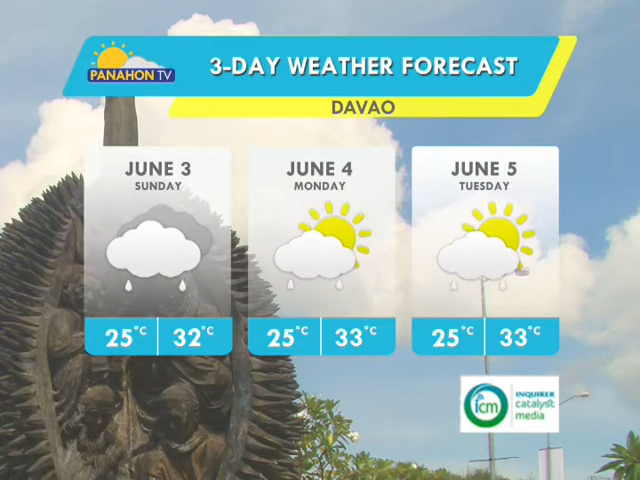 PANAHON TV
3-DAY WEATHER FORECAST
DAVAO
JUNE 3
SUNDAY
25°C
32°C
JUNE 4
MONDAY
25°C
33°C
JUNE 5
TUESDAY
25°C
33°C
icm
INQUIRER
catalyst
media